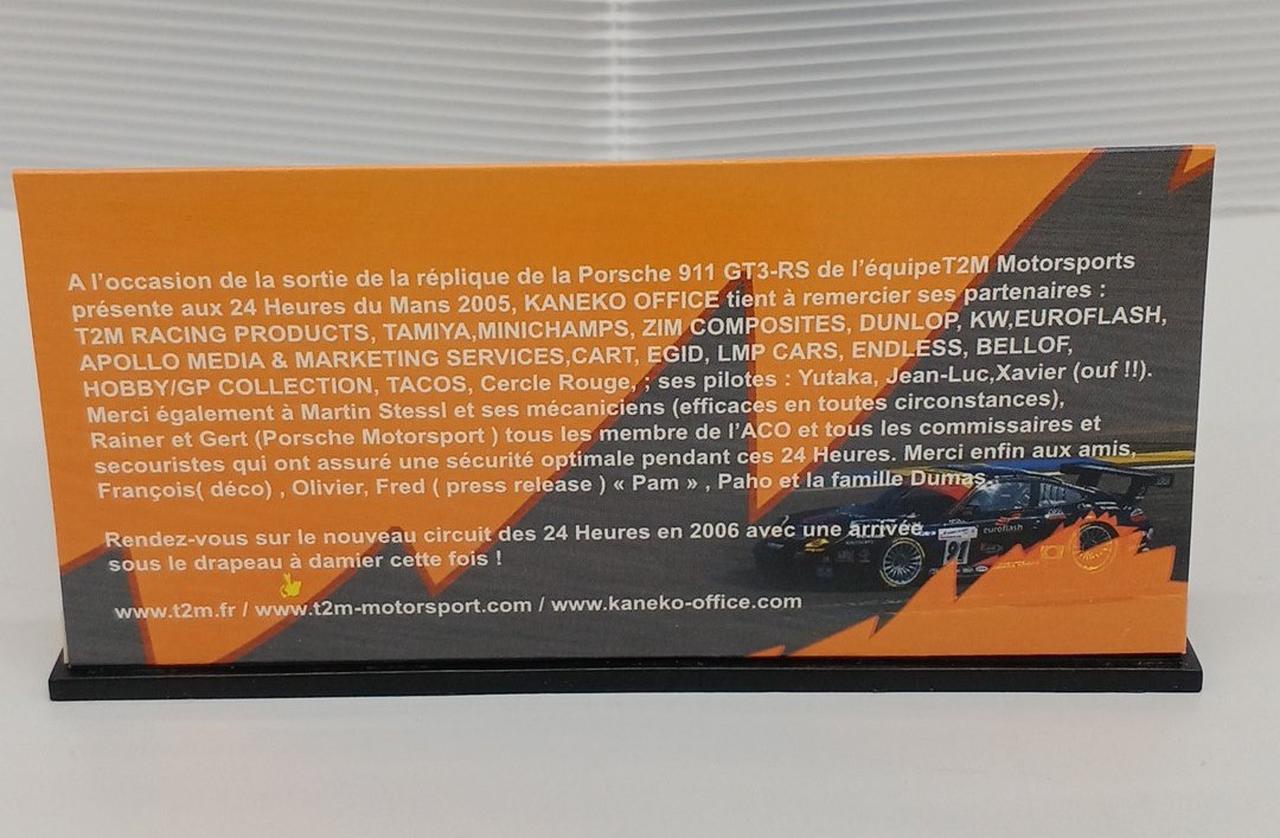 A l'occasion de la sortie de la réplique de la Porsche 911 GT3-RS de l'équipeT2M Motorsports
présente aux 24 Heures du Mans 2005, KANEKO OFFICE tient à remercier ses partenaires :
T2M RACING PRODUCTS, TAMIYA,MINICHAMPS, ZIM COMPOSITES, DUNLOP, KW,EUROFLASH,
APOLLO MEDIA & MARKETING SERVICES,CART, EGID, LMP CARS, ENDLESS, BELLOF,
HOBBY/GP COLLECTION, TACOS, Cercle Rouge, ; ses pilotes : Yutaka, Jean-Luc,Xavier (ouf !!).
Merci également à Martin Stessl et ses mécaniciens (efficaces en toutes circonstances),
Rainer et Gert (Porsche Motorsport ) tous les membre de l'ACO et tous les commissaires et
secouristes qui ont assuré une sécurité optimale pendant ces 24 Heures. Merci enfin aux amis,
François( déco) , Olivier, Fred ( press release ) « Pam » , Paho et la famille Dumas.
Rendez-vous sur le nouveau circuit des 24 Heures en 2006 avec une arrivée
sous le drapeau à damier cette fois !
www.t2m.fr / www.t2m-motorsport.com / www.kaneko-office.com
euroflash
91